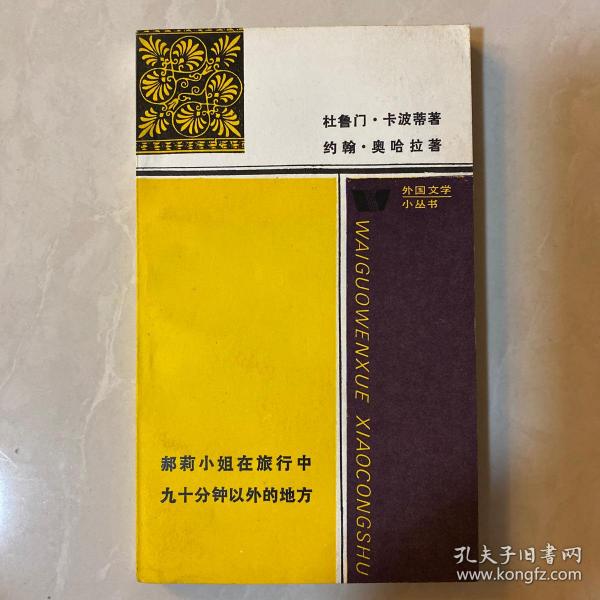 杜鲁门·卡波蒂著
约翰·奥哈拉著
外国文学
小丛书
WAIGUOWENXUE XIAOCONGSHU
郝莉小姐在旅行中
九十分钟以外的地方
孔夫子旧书网
www.kongfz.com